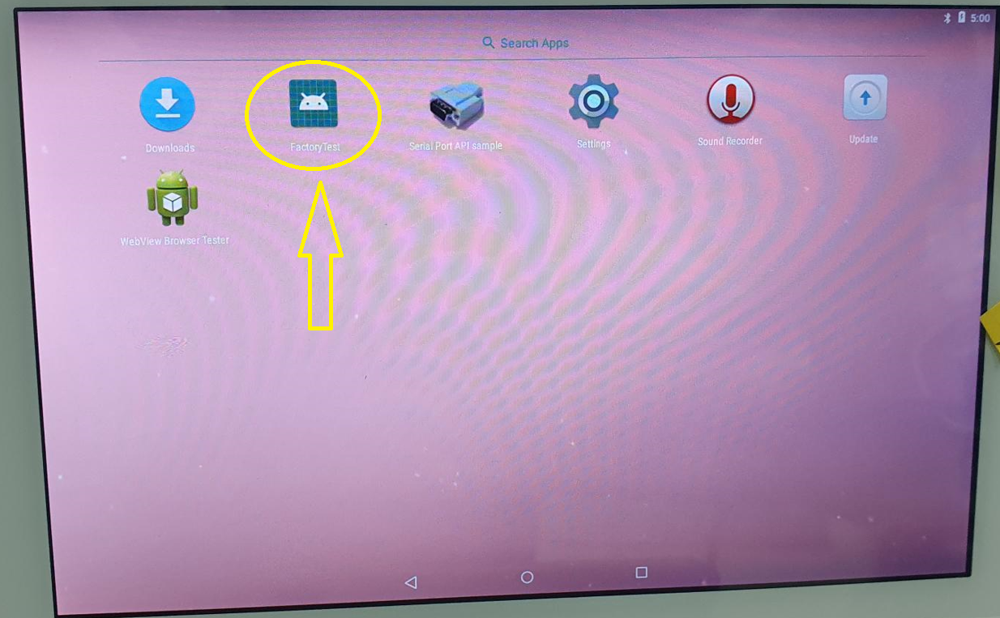 5:00
Search Apps
Downloads
FactoryTest
Serial Port API sample
Settings
Sound Recorder
Update
WebView Browser Tester